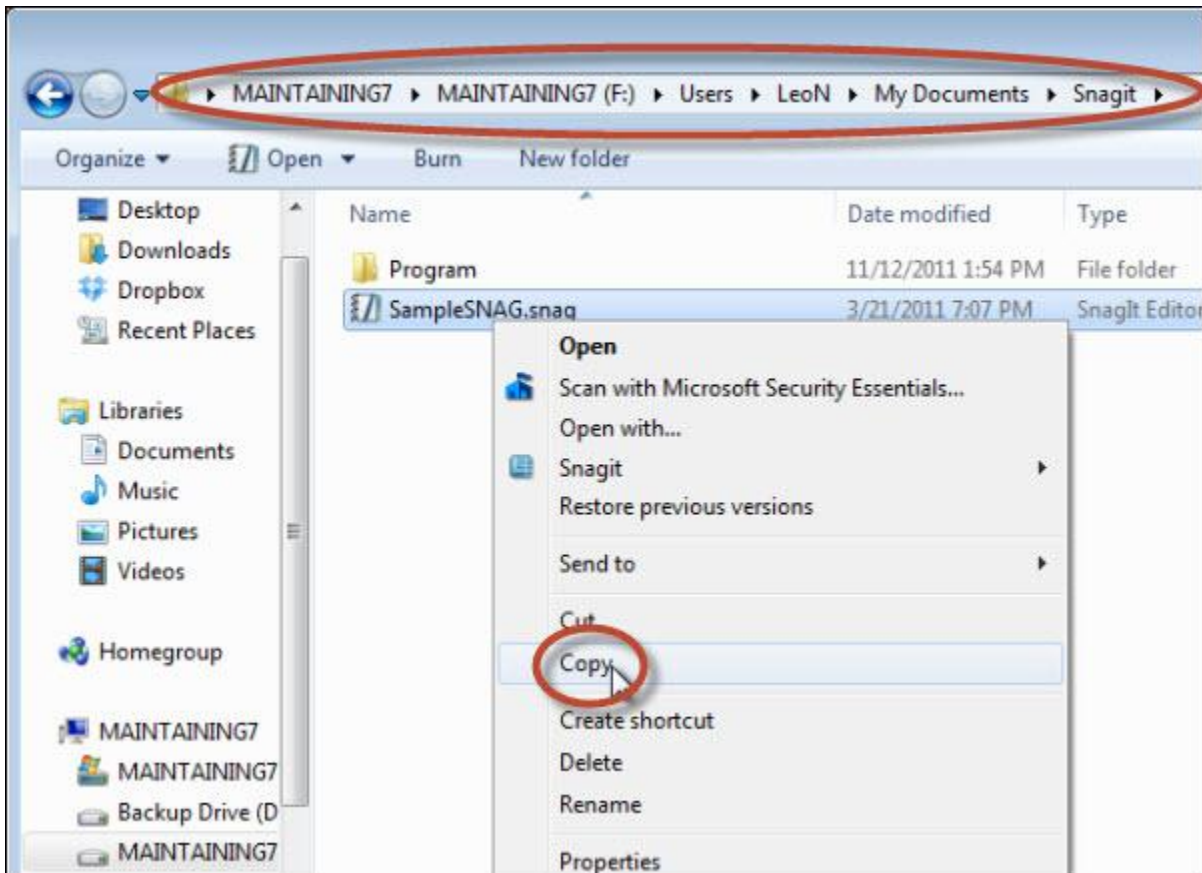 MAINTAINING7 MAINTAINING7 (F:) Users LeoN My Documents Snagit
Organize Open Burn New folder
Desktop
Downloads
Dropbox
Recent Places
Libraries
Documents
Music
Pictures
Videos
Homegroup
MAINTAINING7
MAINTAINING7
Backup Drive (D
MAINTAINING7
Name Date modified Type
Program 11/12/2011 1:54 PM File folder
SampleSNAG.snag 3/21/2011 7:07 PM SnagIt Editor
Open
Scan with Microsoft Security Essentials...
Open with...
Snagit
Restore previous versions
Send to
Cut
Copy
Create shortcut
Delete
Rename
Properties